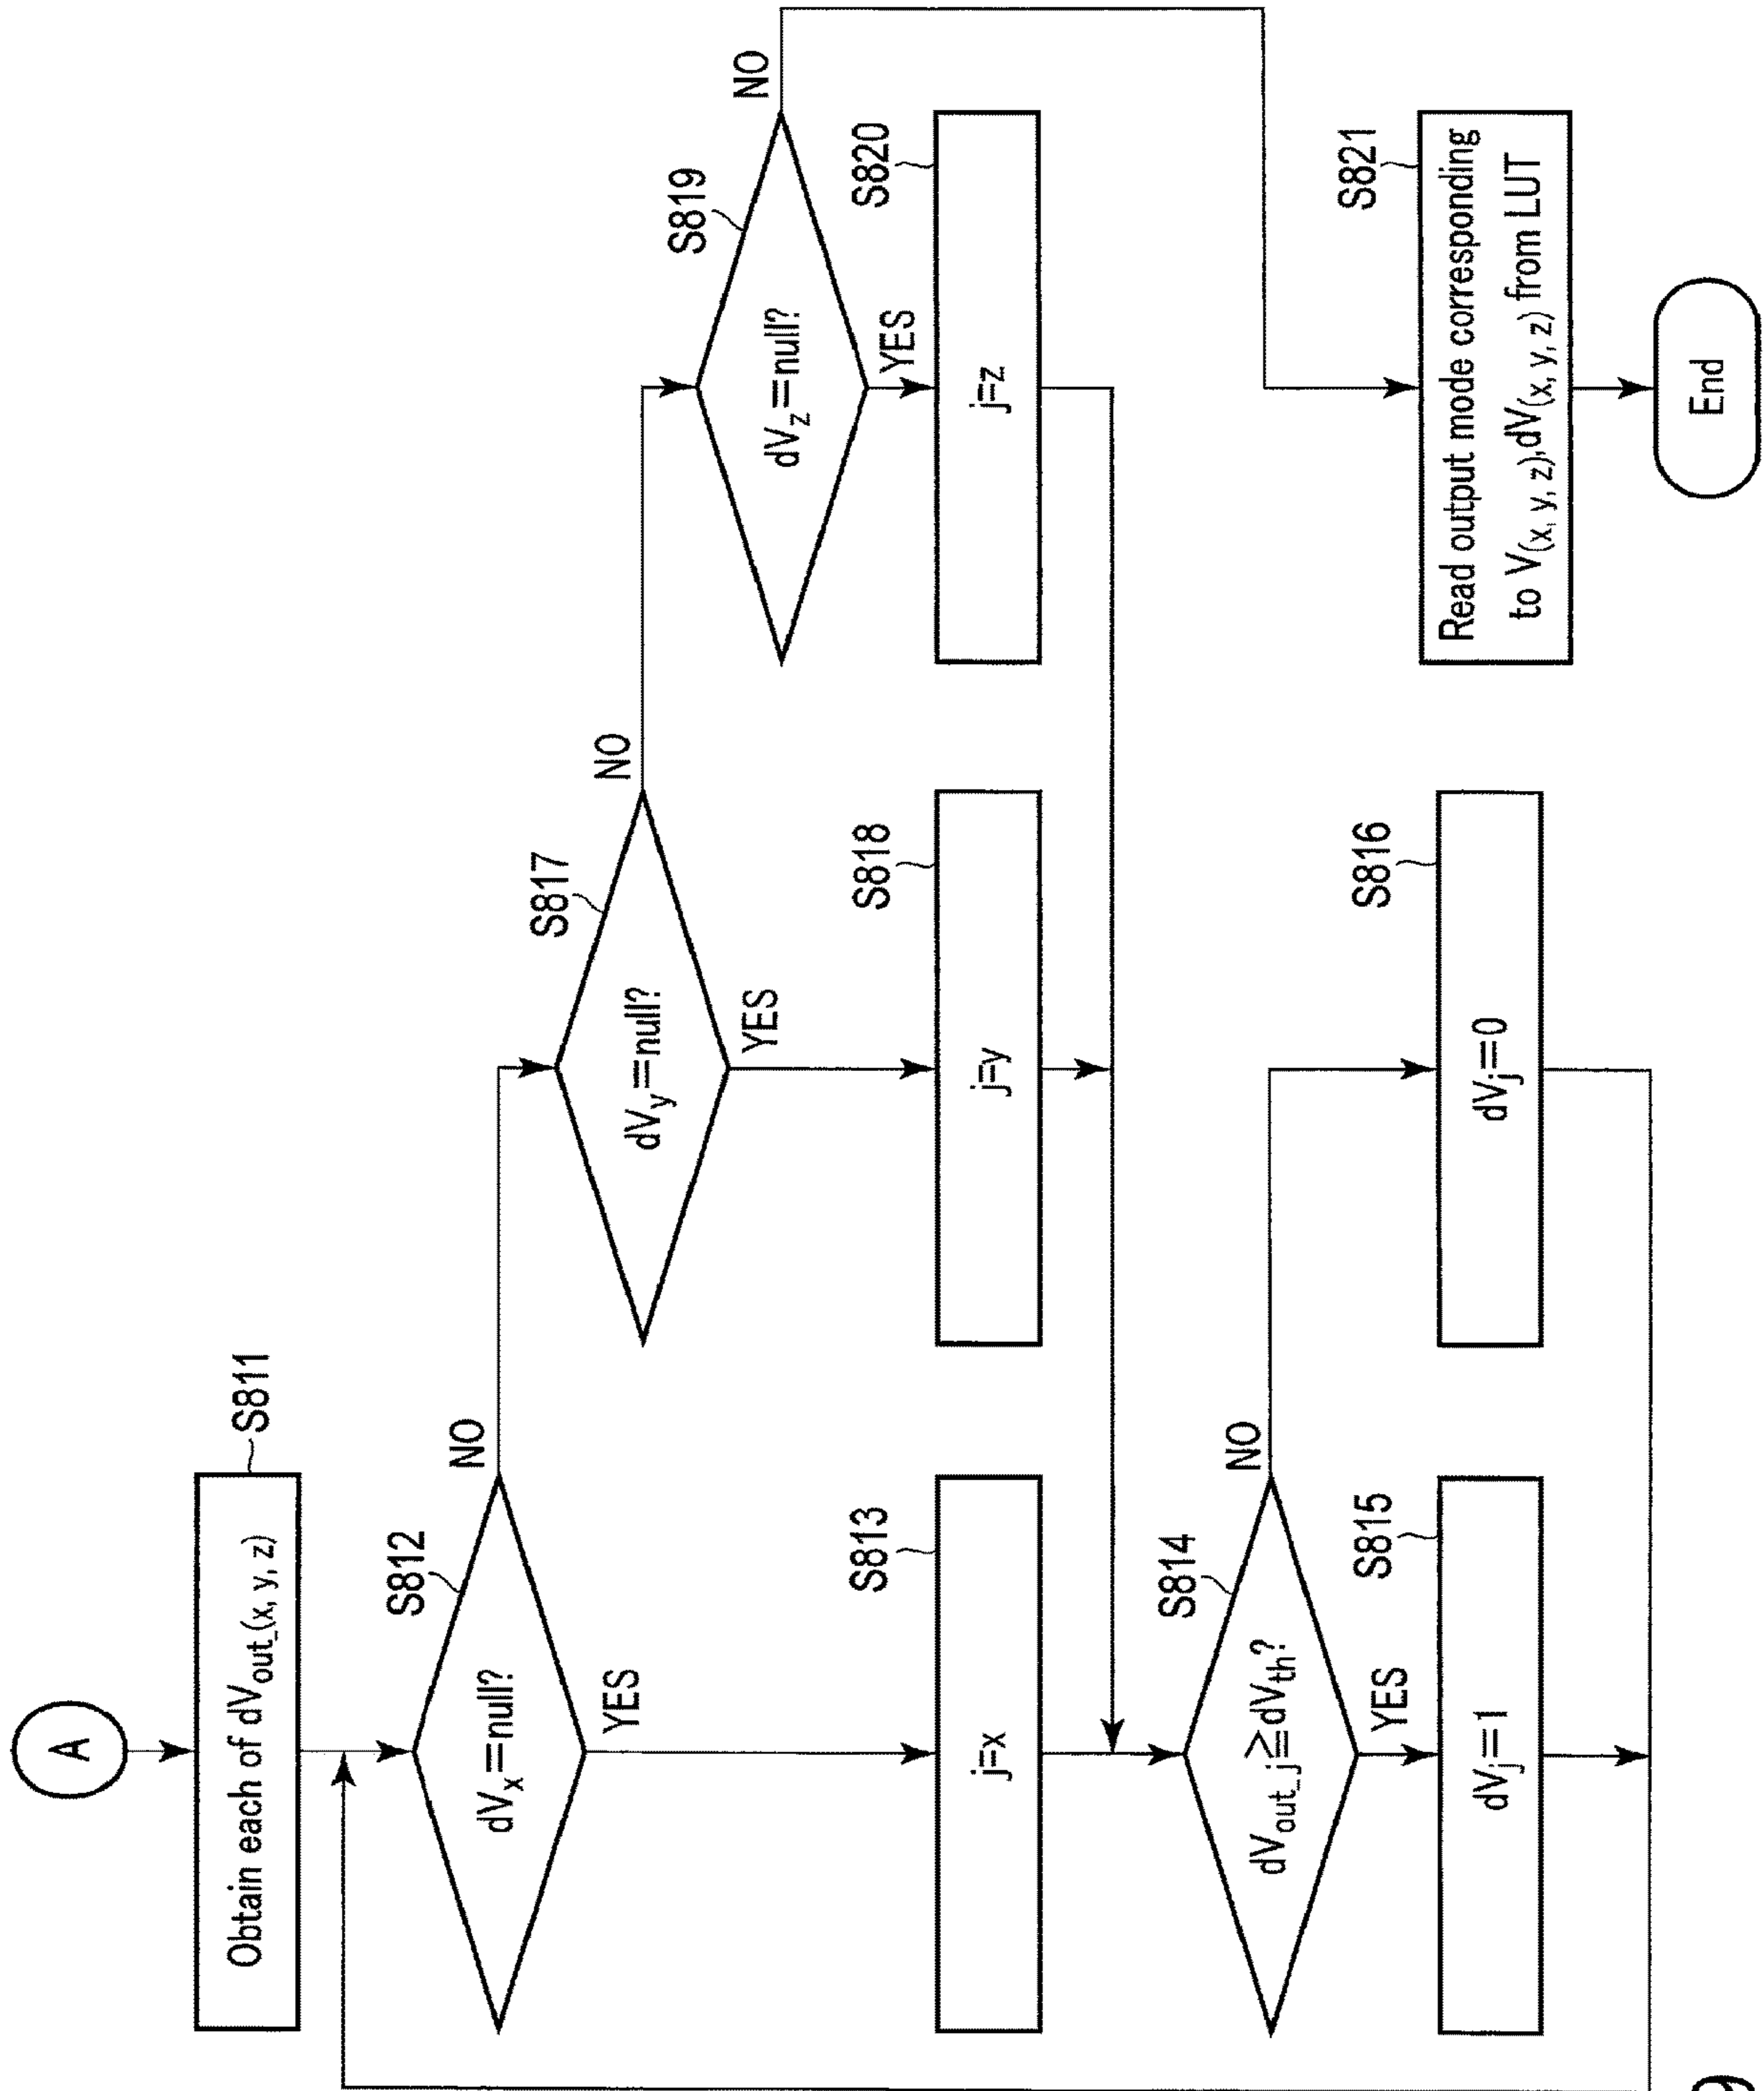 A
Obtain each of dVout_(x, y, z)
S811
dVx=null?
S812
NO
YES
j=x
S813
dVout_j≧dVth?
S814
NO
YES
dVj=1
S815
dVy=null?
S817
NO
YES
j=y
S818
dVj=0
S816
dVz=null?
S819
NO
YES
j=z
S820
Read output mode corresponding
to V(x, y, z),dV(x, y, z) from LUT
S821
End